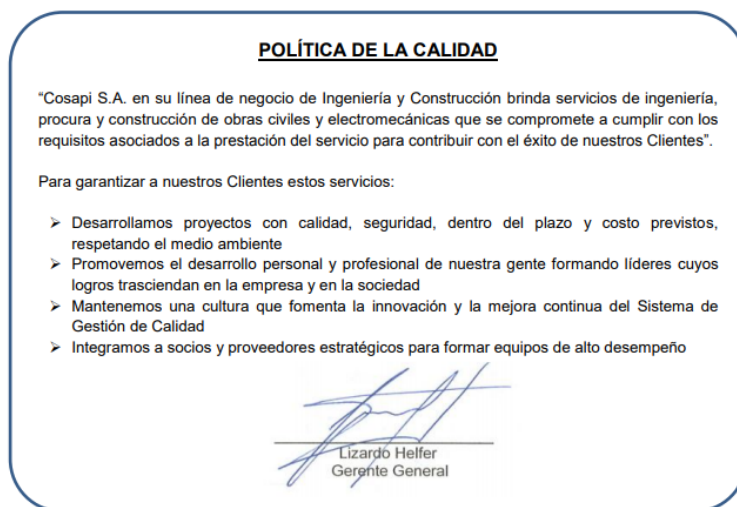 POLÍTICA DE LA CALIDAD
“Cosapi S.A. en su línea de negocio de Ingeniería y Construcción brinda servicios de ingeniería,
procura y construcción de obras civiles y electromecánicas que se compromete a cumplir con los
requisitos asociados a la prestación del servicio para contribuir con el éxito de nuestros Clientes”.
Para garantizar a nuestros Clientes estos servicios:
➢ Desarrollamos proyectos con calidad, seguridad, dentro del plazo y costo previstos,
respetando el medio ambiente
➢ Promovemos el desarrollo personal y profesional de nuestra gente formando líderes cuyos
logros trasciendan en la empresa y en la sociedad
➢ Mantenemos una cultura que fomenta la innovación y la mejora continua del Sistema de
Gestión de Calidad
➢ Integramos a socios y proveedores estratégicos para formar equipos de alto desempeño
Lizardo Helfer
Gerente General